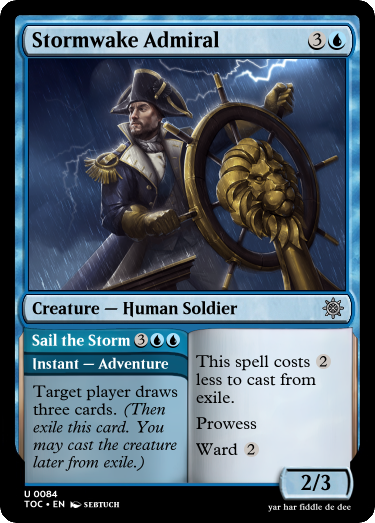 Stormwake Admiral 3
Creature — Human Soldier
Sail the Storm 3
Instant — Adventure
Target player draws
three cards. (Then
exile this card. You
may cast the creature
later from exile.)
This spell costs 2
less to cast from
exile.
Prowess
Ward 2
2/3
U 0084
TOC • EN SEBTUCH
yar har fiddle de dee